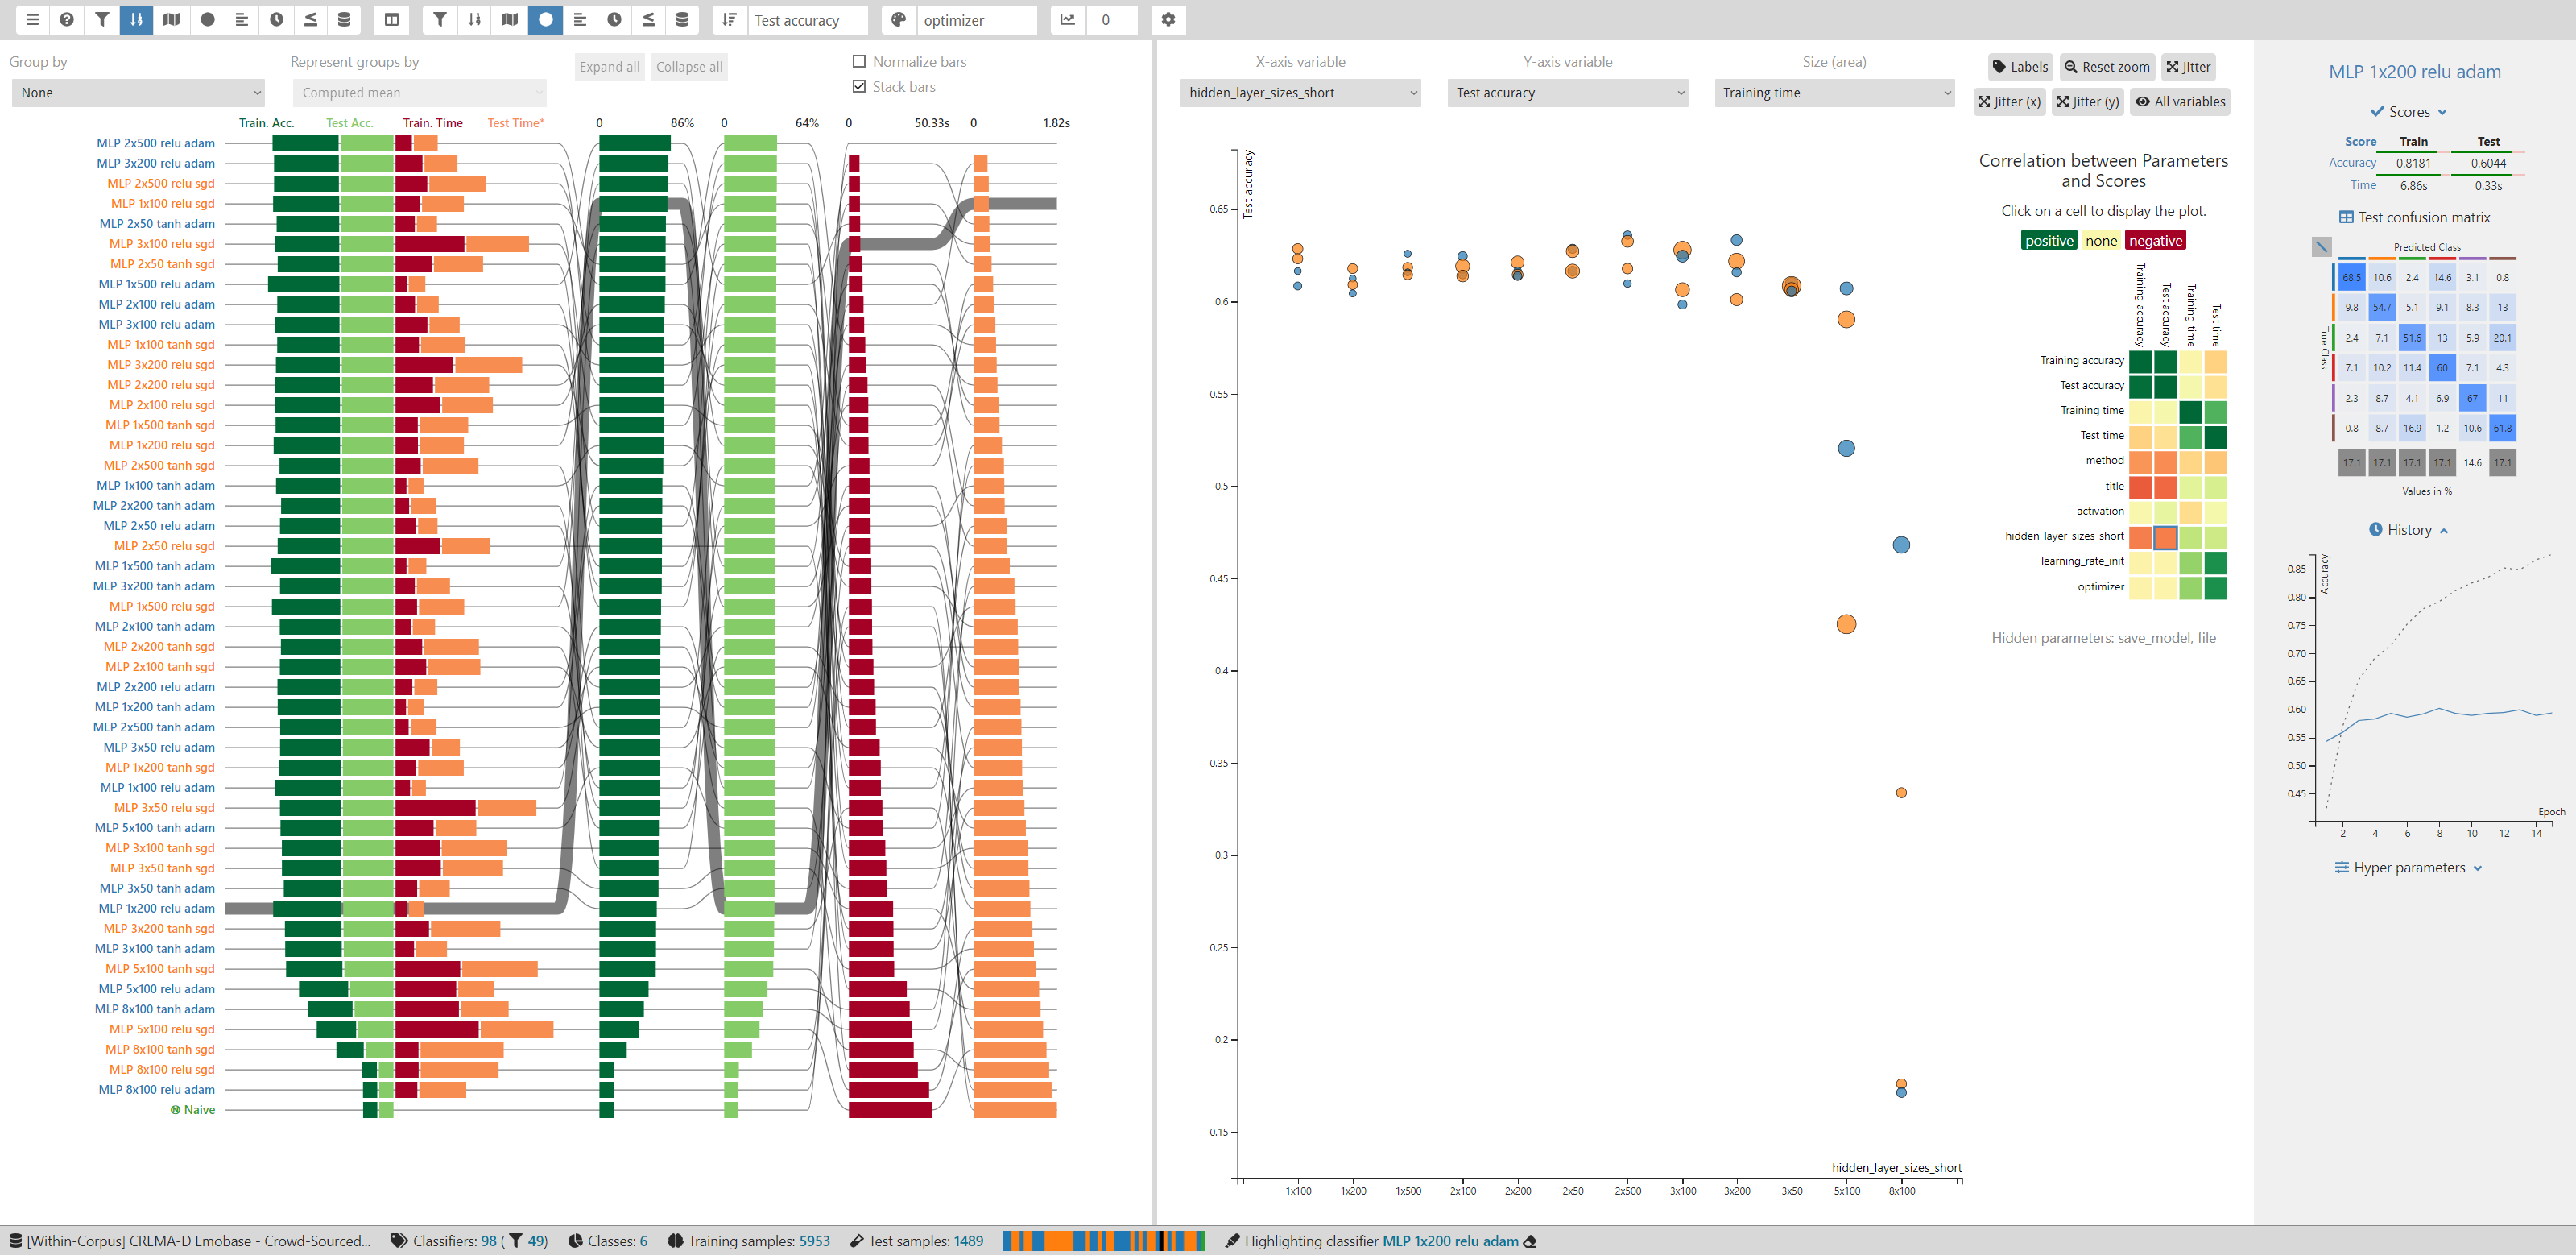 Test accuracy
optimizer
0
Group by
None
Represent groups by
Computed mean
Expand all
Collapse all
Normalize bars
Stack bars
Train. Acc. Test Acc. Train. Time Test Time* 0 86% 0 64% 0 50.33s 0 1.82s
MLP 2x500 relu adam
MLP 3x200 relu adam
MLP 2x500 relu sgd
MLP 1x100 relu sgd
MLP 2x50 tanh adam
MLP 3x100 relu sgd
MLP 2x50 tanh sgd
MLP 1x500 relu adam
MLP 2x100 relu adam
MLP 3x100 relu adam
MLP 1x100 tanh sgd
MLP 3x200 relu sgd
MLP 2x200 relu sgd
MLP 2x100 relu sgd
MLP 1x500 tanh sgd
MLP 1x200 relu sgd
MLP 2x500 tanh sgd
MLP 1x100 tanh adam
MLP 2x200 tanh adam
MLP 2x50 relu adam
MLP 2x50 relu sgd
MLP 1x500 tanh adam
MLP 3x200 tanh adam
MLP 1x500 relu sgd
MLP 2x100 tanh adam
MLP 2x200 tanh sgd
MLP 2x100 tanh sgd
MLP 2x200 relu adam
MLP 1x200 tanh adam
MLP 2x500 tanh adam
MLP 3x50 relu adam
MLP 1x200 tanh sgd
MLP 1x100 relu adam
MLP 3x50 relu sgd
MLP 5x100 tanh adam
MLP 3x100 tanh sgd
MLP 3x50 tanh sgd
MLP 3x50 tanh adam
MLP 1x200 relu adam
MLP 3x200 tanh sgd
MLP 3x100 tanh adam
MLP 5x100 tanh sgd
MLP 5x100 relu adam
MLP 8x100 tanh adam
MLP 5x100 relu sgd
MLP 8x100 tanh sgd
MLP 8x100 relu sgd
MLP 8x100 relu adam
Naive
X-axis variable
hidden_layer_sizes_short
Y-axis variable
Test accuracy
Size (area)
Training time
Labels
Reset zoom
Jitter
Jitter (x)
Jitter (y)
All variables
Test accuracy
0.65
0.6
0.55
0.5
0.45
0.4
0.35
0.3
0.25
0.2
0.15
hidden_layer_sizes_short
1x100 1x200 1x500 2x100 2x200 2x50 2x500 3x100 3x200 3x50 5x100 8x100
Correlation between Parameters
and Scores
Click on a cell to display the plot.
positive none negative
Training accuracy
Test accuracy
Training time
Test time
Training accuracy
Test accuracy
Training time
Test time
method
title
activation
hidden_layer_sizes_short
learning_rate_init
optimizer
Hidden parameters: save_model, file
MLP 1x200 relu adam
Scores
Score Train Test
Accuracy 0.8181 0.6044
Time 6.86s 0.33s
Test confusion matrix
Predicted Class
True Class
68.5 10.6 2.4 14.6 3.1 0.8
9.8 54.7 5.1 9.1 8.3 13
2.4 7.1 51.6 13 5.9 20.1
7.1 10.2 11.4 60 7.1 4.3
2.3 8.7 4.1 6.9 67 11
0.8 8.7 16.9 1.2 10.6 61.8
17.1 17.1 17.1 17.1 14.6 17.1
Values in %
History
Accuracy
0.85
0.80
0.75
0.70
0.65
0.60
0.55
0.50
0.45
Epoch
2 4 6 8 10 12 14
Hyper parameters
[Within-Corpus] CREMA-D Emobase - Crowd-Sourced... Classifiers: 98 ( 49) Classes: 6 Training samples: 5953 Test samples: 1489 Highlighting classifier MLP 1x200 relu adam